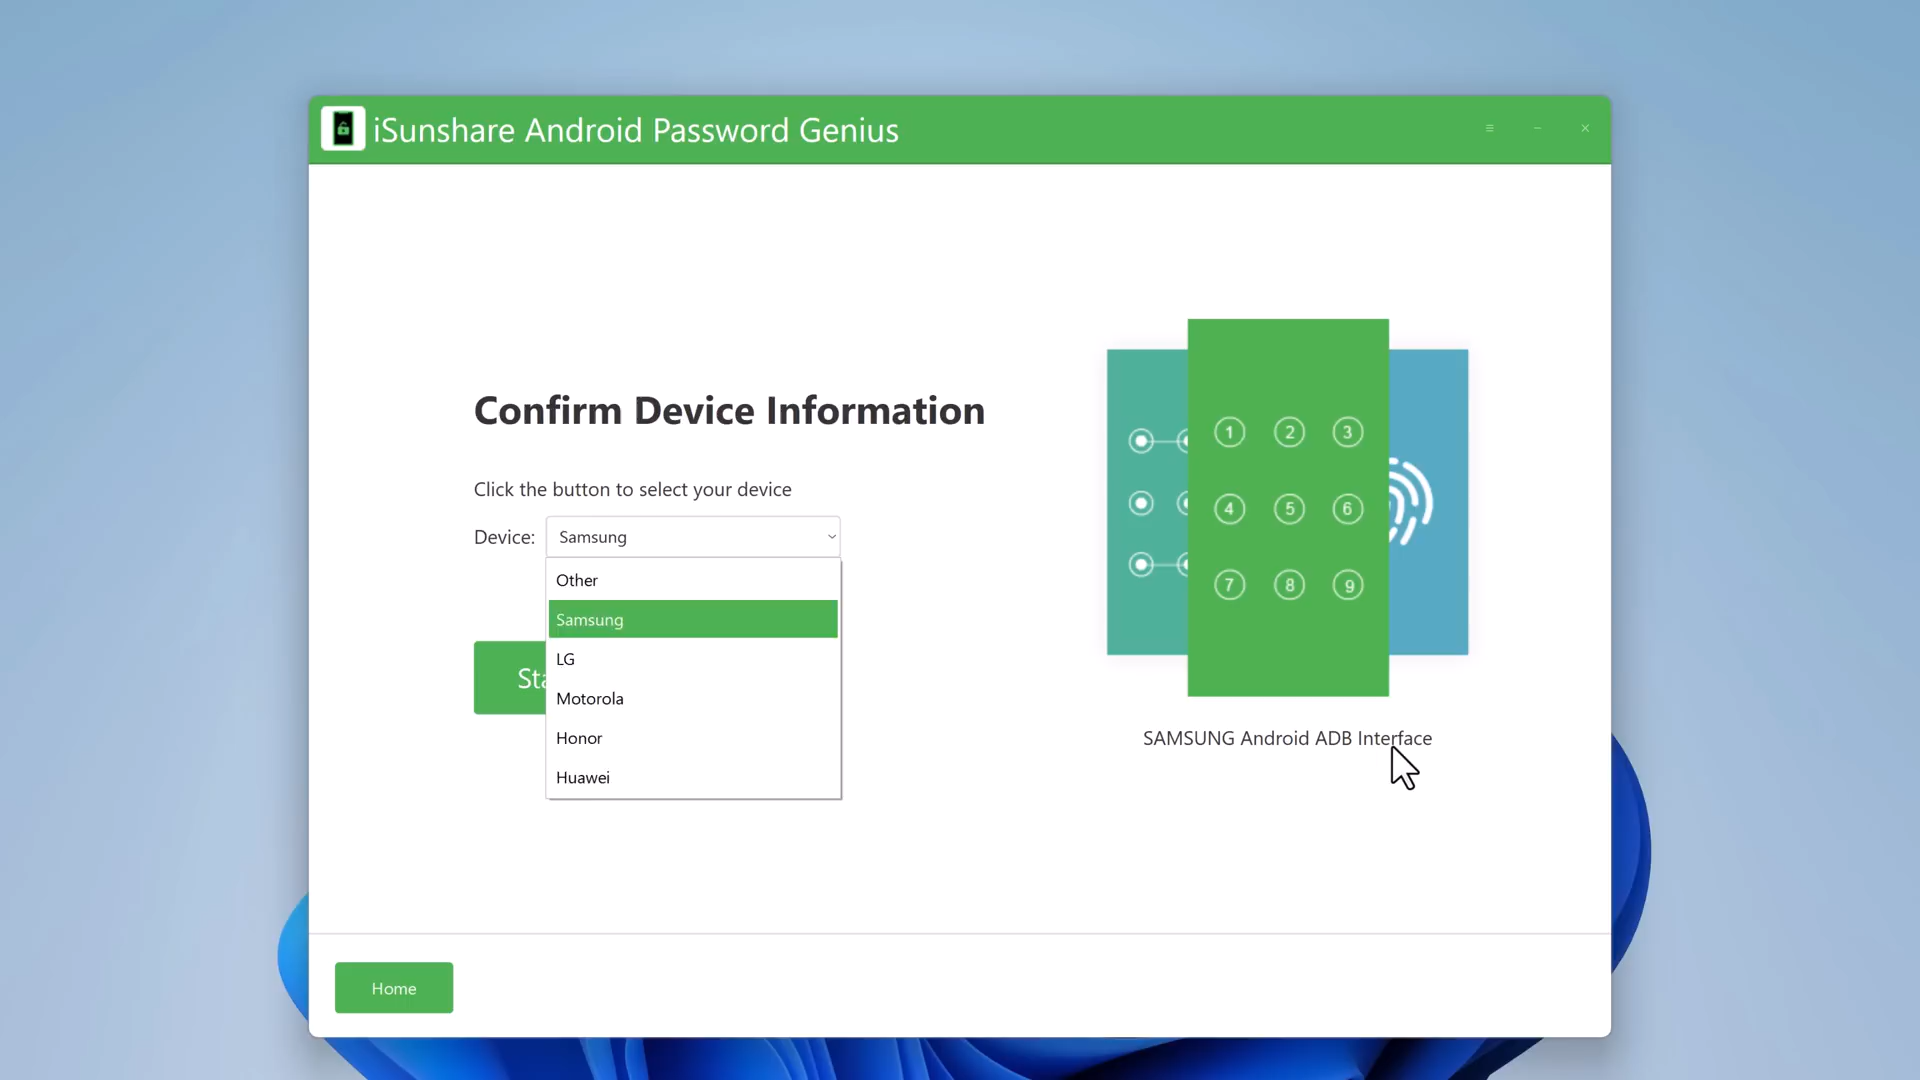 iSunshare Android Password Genius
Confirm Device Information
Click the button to select your device
Device: Samsung
Other
Samsung
LG
Motorola
Honor
Huawei
1 2 3
4 5 6
7 8 9
SAMSUNG Android ADB Interface
Home